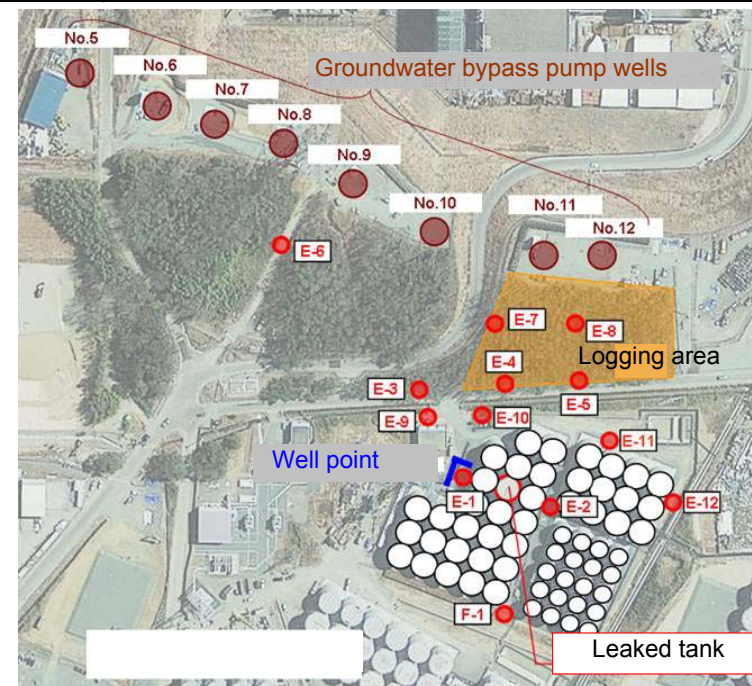 No.5
No.6
No.7
No.8
No.9
No.10
No.11
No.12
Groundwater bypass pump wells
E-6
E-7
E-8
Logging area
E-4
E-5
E-3
E-9
E-10
E-11
Well point
E-1
E-2
E-12
F-1
Leaked tank